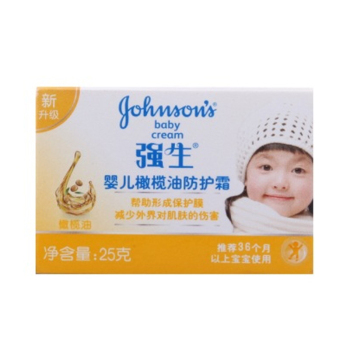 新
升级
Johnson's®
baby
cream
强生®
婴儿橄榄油防护霜
帮助形成保护膜
减少外界对肌肤的伤害
橄榄油
净含量:25克
推荐36个月
以上宝宝使用